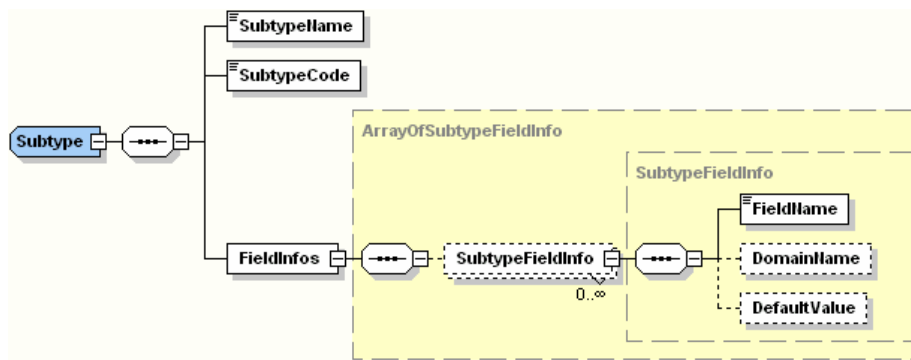 SubtypeName
SubtypeCode
ArrayOfSubtypeFieldInfo
Subtype
SubtypeFieldInfo
FieldName
FieldInfos
SubtypeFieldInfo
DomainName
0..∞
DefaultValue